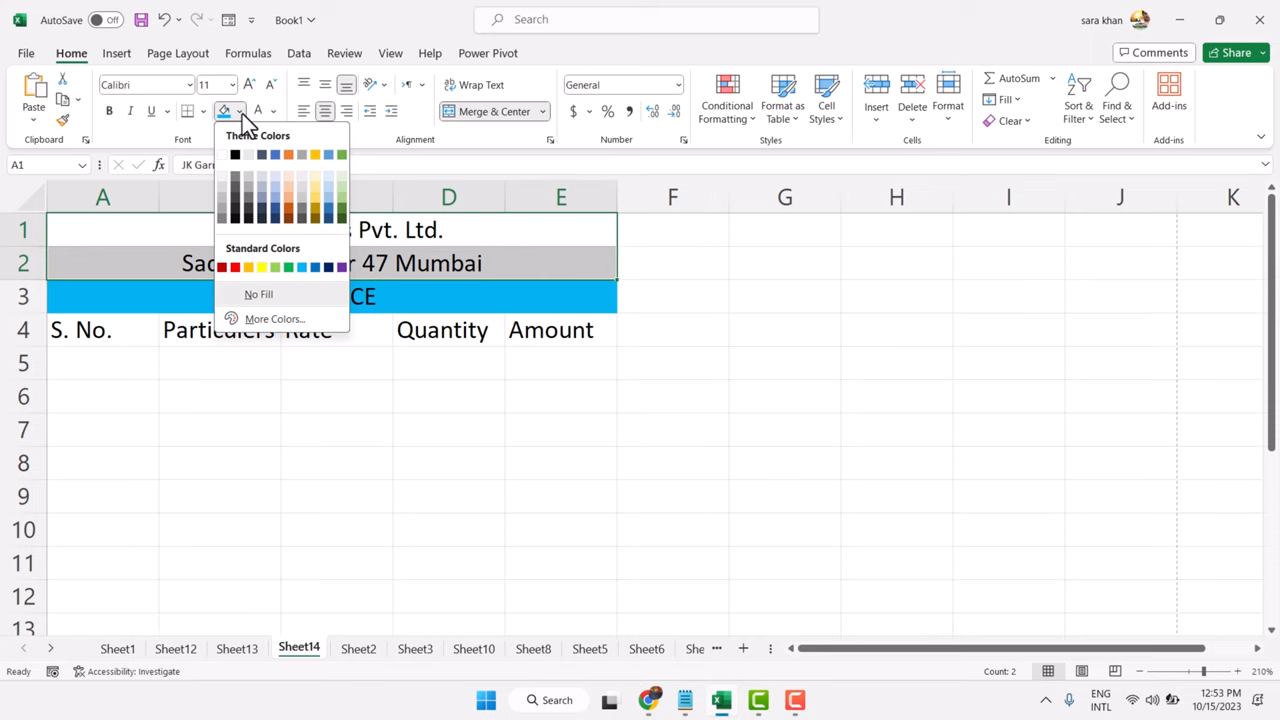 AutoSave Off Book1 Search sara khan
File Home Insert Page Layout Formulas Data Review View Help Power Pivot Comments Share
Paste Calibri 11 Wrap Text General Conditional Formatting Format as Table Cell Styles Insert Delete Format AutoSum Sort & Filter Find & Select Add-ins
B I U A Merge & Center $ % , Fill
Clear
Clipboard Font Alignment Number Styles Cells Editing Add-ins
A1 fx JK Gar
Theme Colors
Standard Colors
No Fill
More Colors...
A D E F G H I J K
1 s Pvt. Ltd.
2 Sec r 47 Mumbai
3 CE
4 S. No. Particulers Rate Quantity Amount
5
6
7
8
9
10
11
12
13
Sheet1 Sheet12 Sheet13 Sheet14 Sheet2 Sheet3 Sheet10 Sheet8 Sheet5 Sheet6 She ...
Ready Accessibility: Investigate Count: 2 210%
Search ENG INTL 12:53 PM 10/15/2023